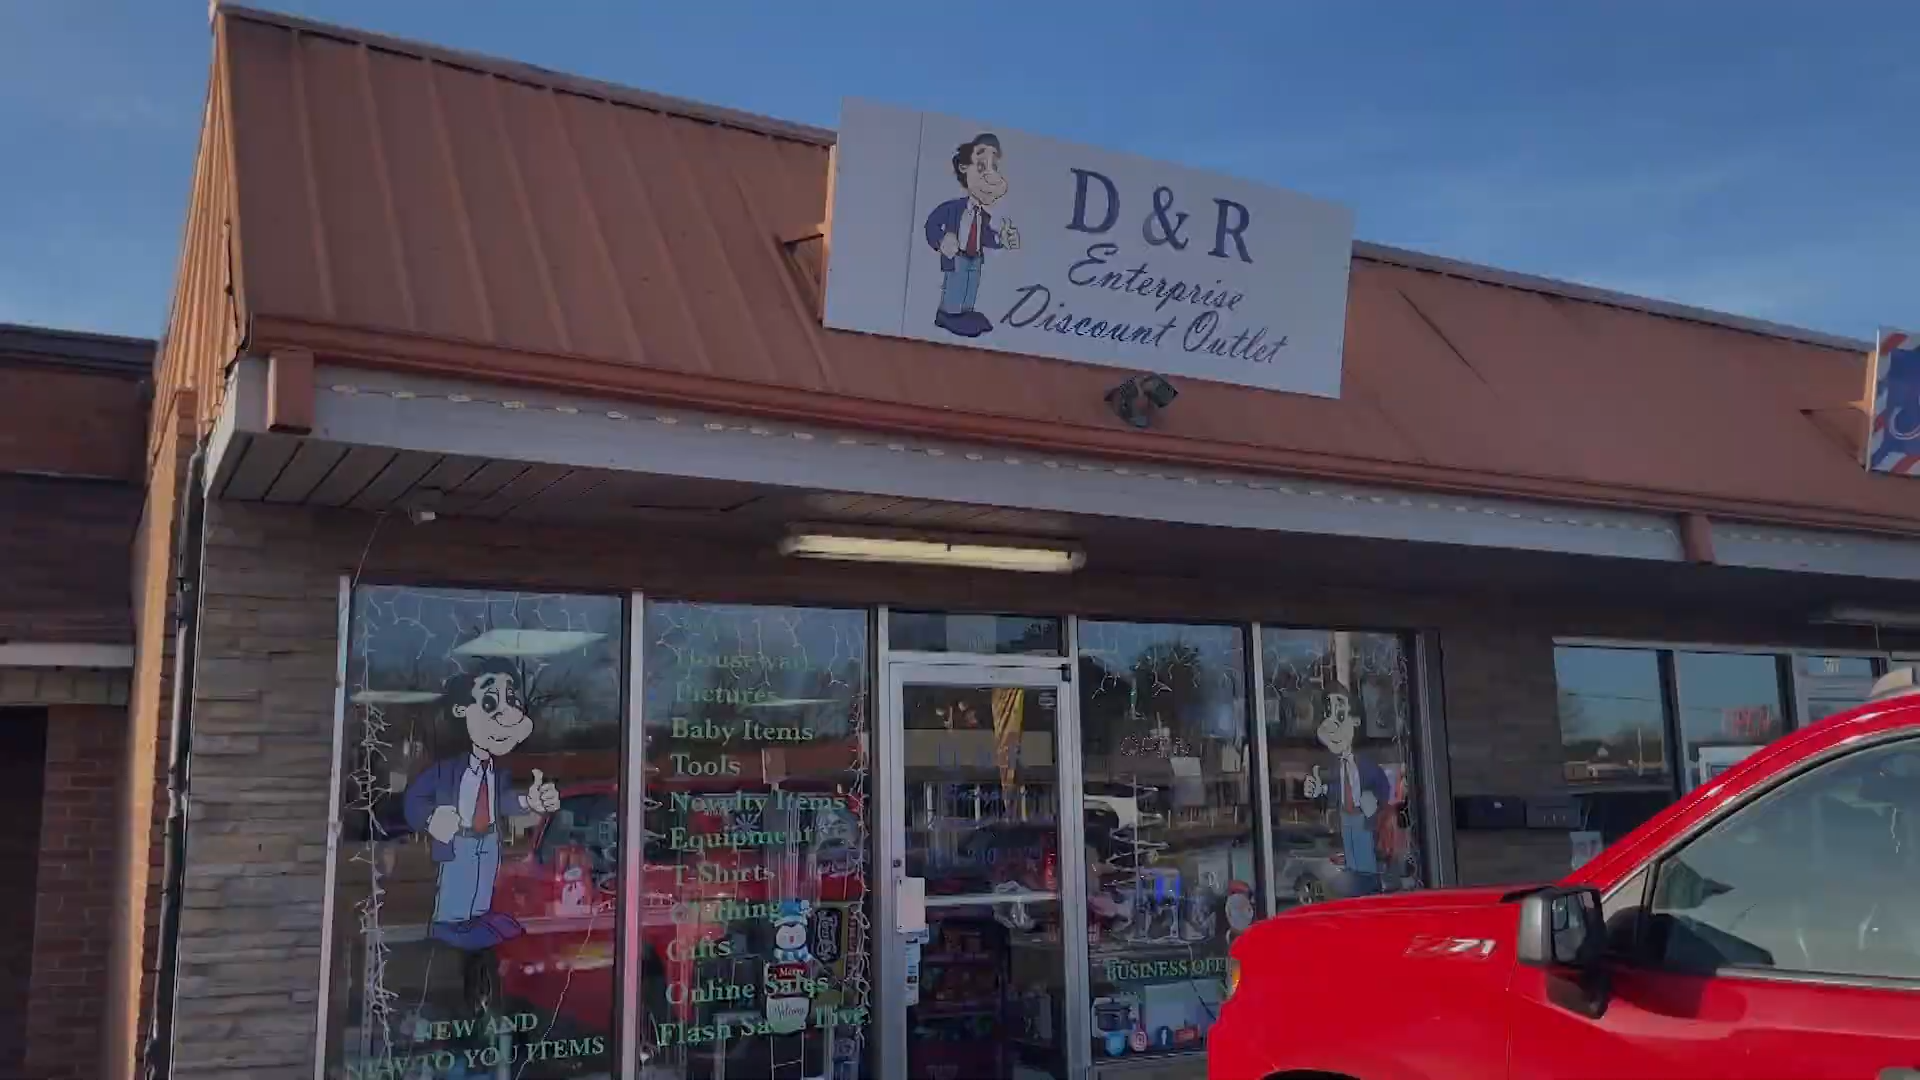 D & R
Enterprise
Discount Outlet
Housewares
Pictures
Baby Items
Tools
Novelty Items
Equipment
T-Shirts
Clothing
Gifts
Online Sales
Flash Sales Live
NEW AND
NEW TO YOU ITEMS
OPEN
BUSINESS
Merry
Z71